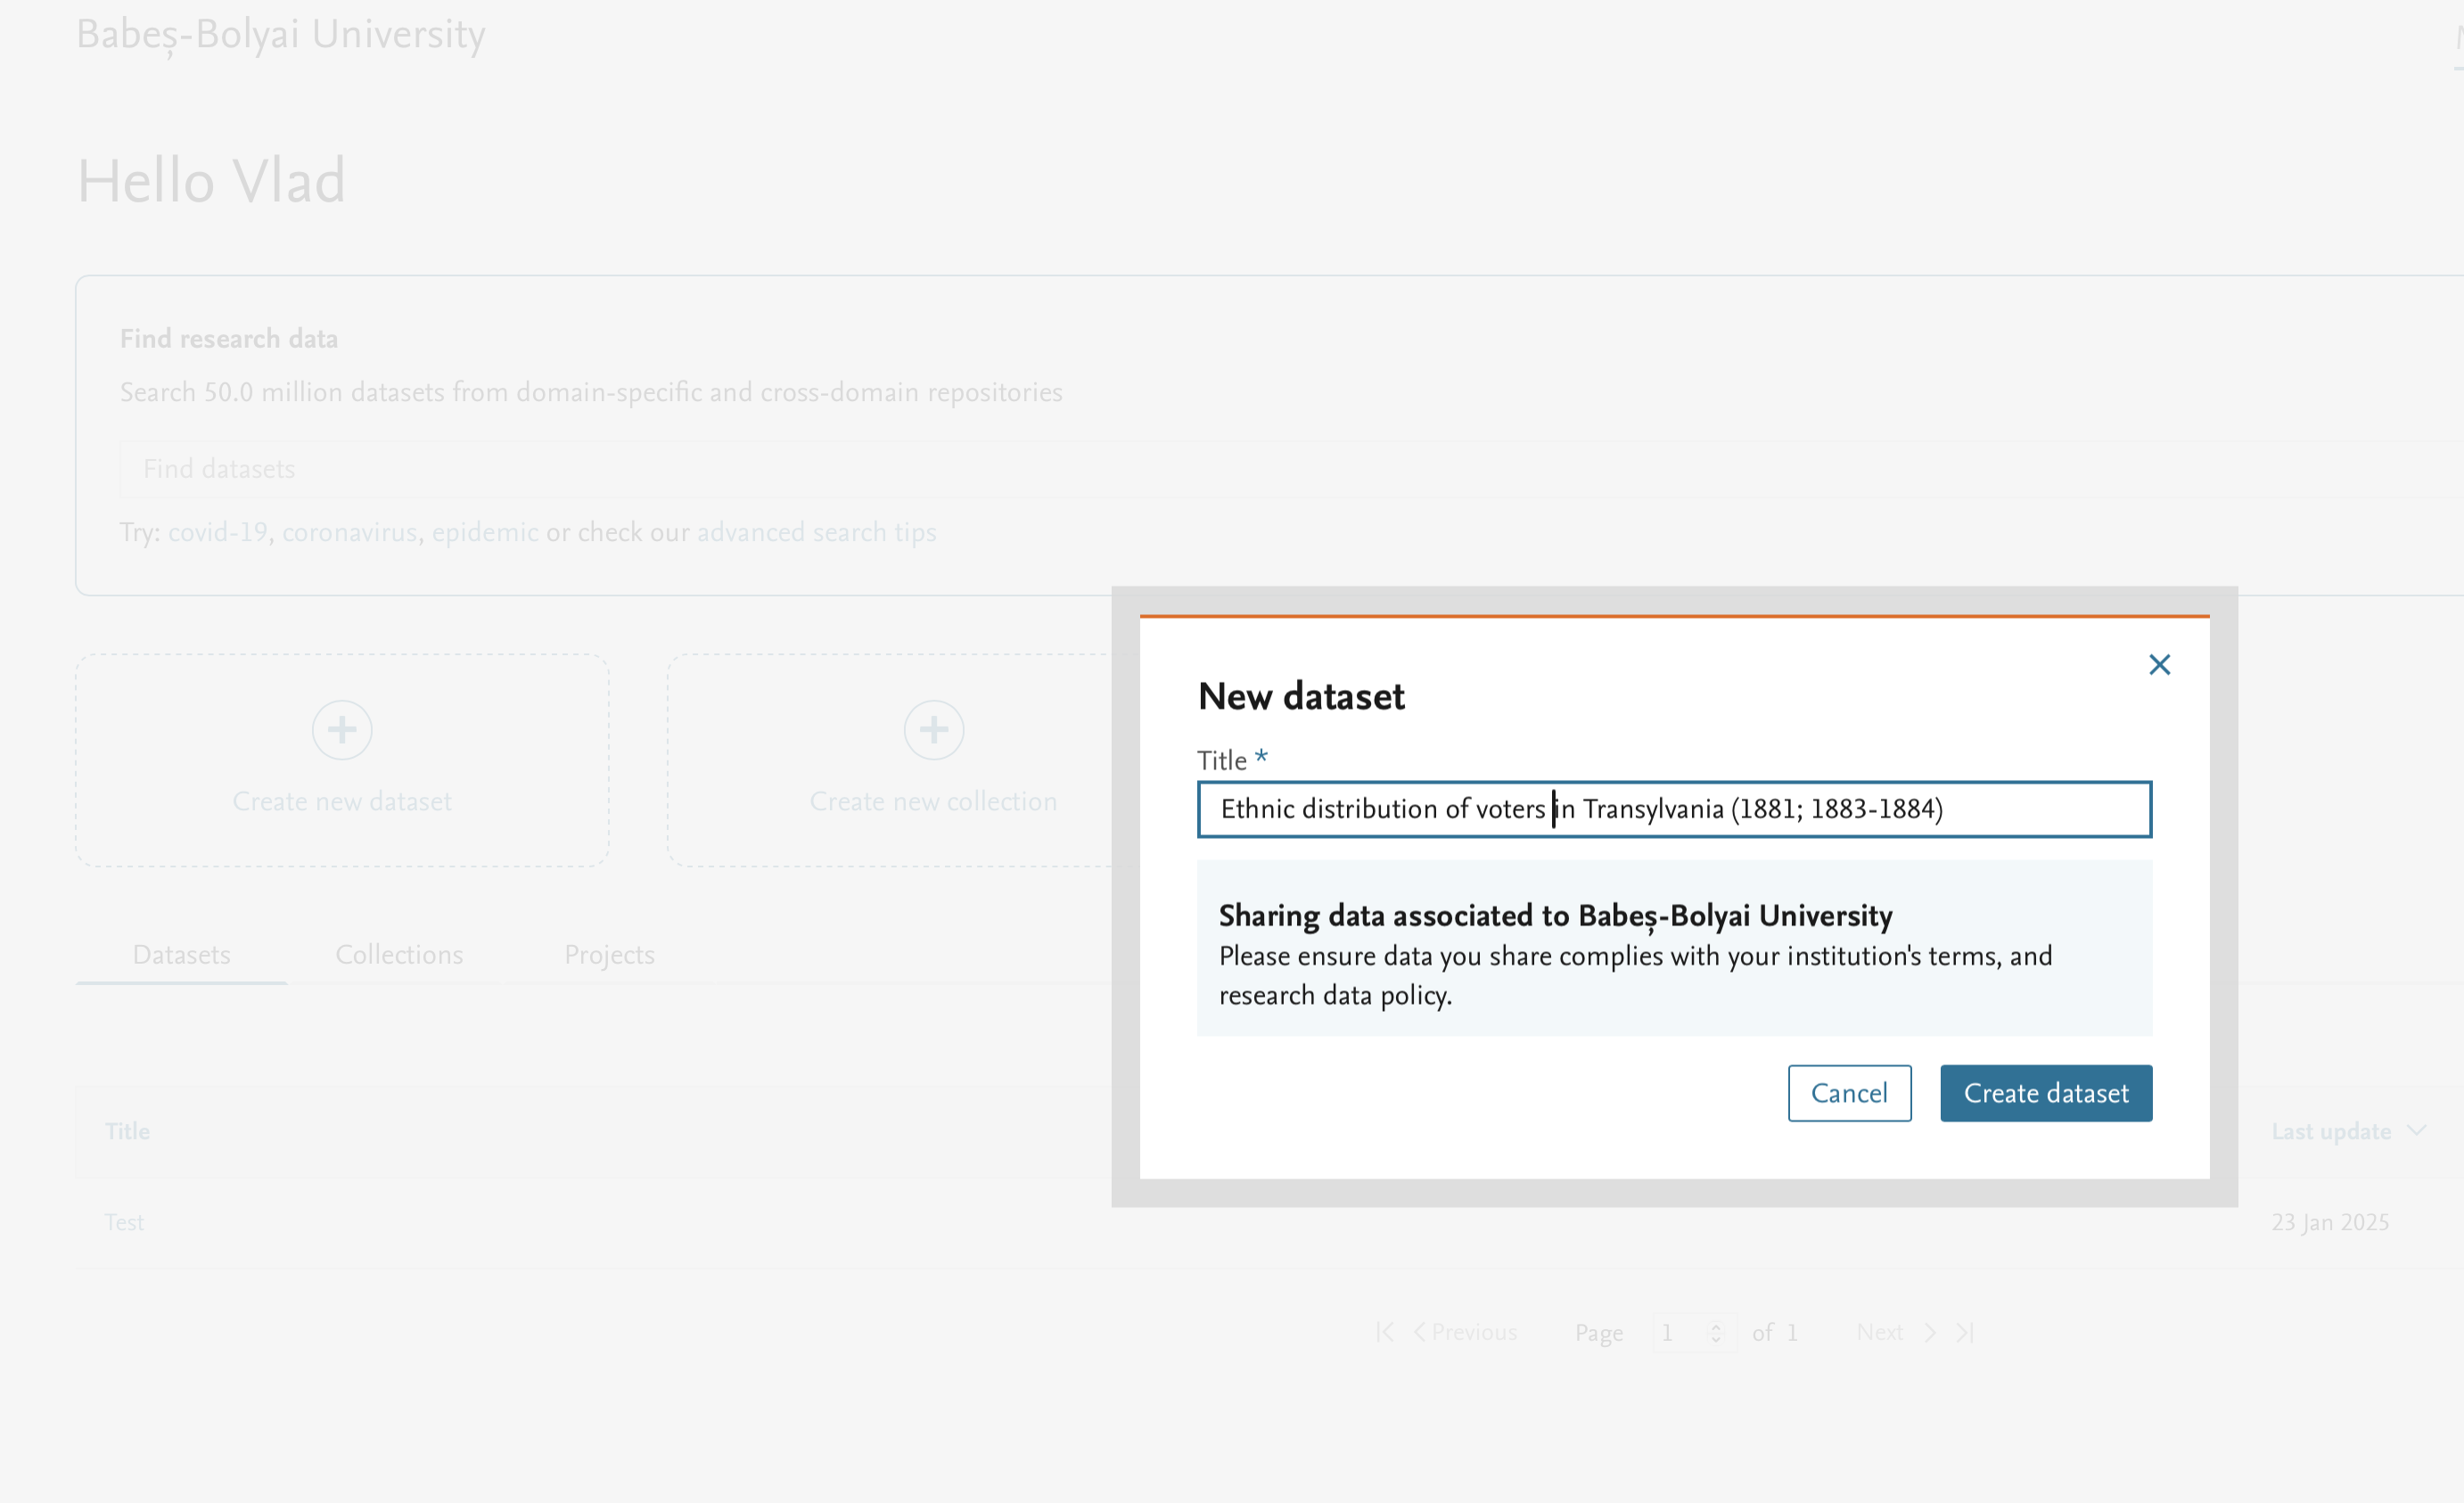 Babeș-Bolyai University
Hello Vlad
Find research data
Search 50.0 million datasets from domain-specific and cross-domain repositories
Find datasets
Try: covid-19, coronavirus, epidemic or check our advanced search tips
Create new dataset
Create new collection
New dataset
Title *
Ethnic distribution of voters in Transylvania (1881; 1883-1884)
Sharing data associated to Babeș-Bolyai University
Please ensure data you share complies with your institution's terms, and
research data policy.
Cancel
Create dataset
Datasets
Collections
Projects
Title
Last update
Test
23 Jan 2025
Previous
Page 1 of 1
Next